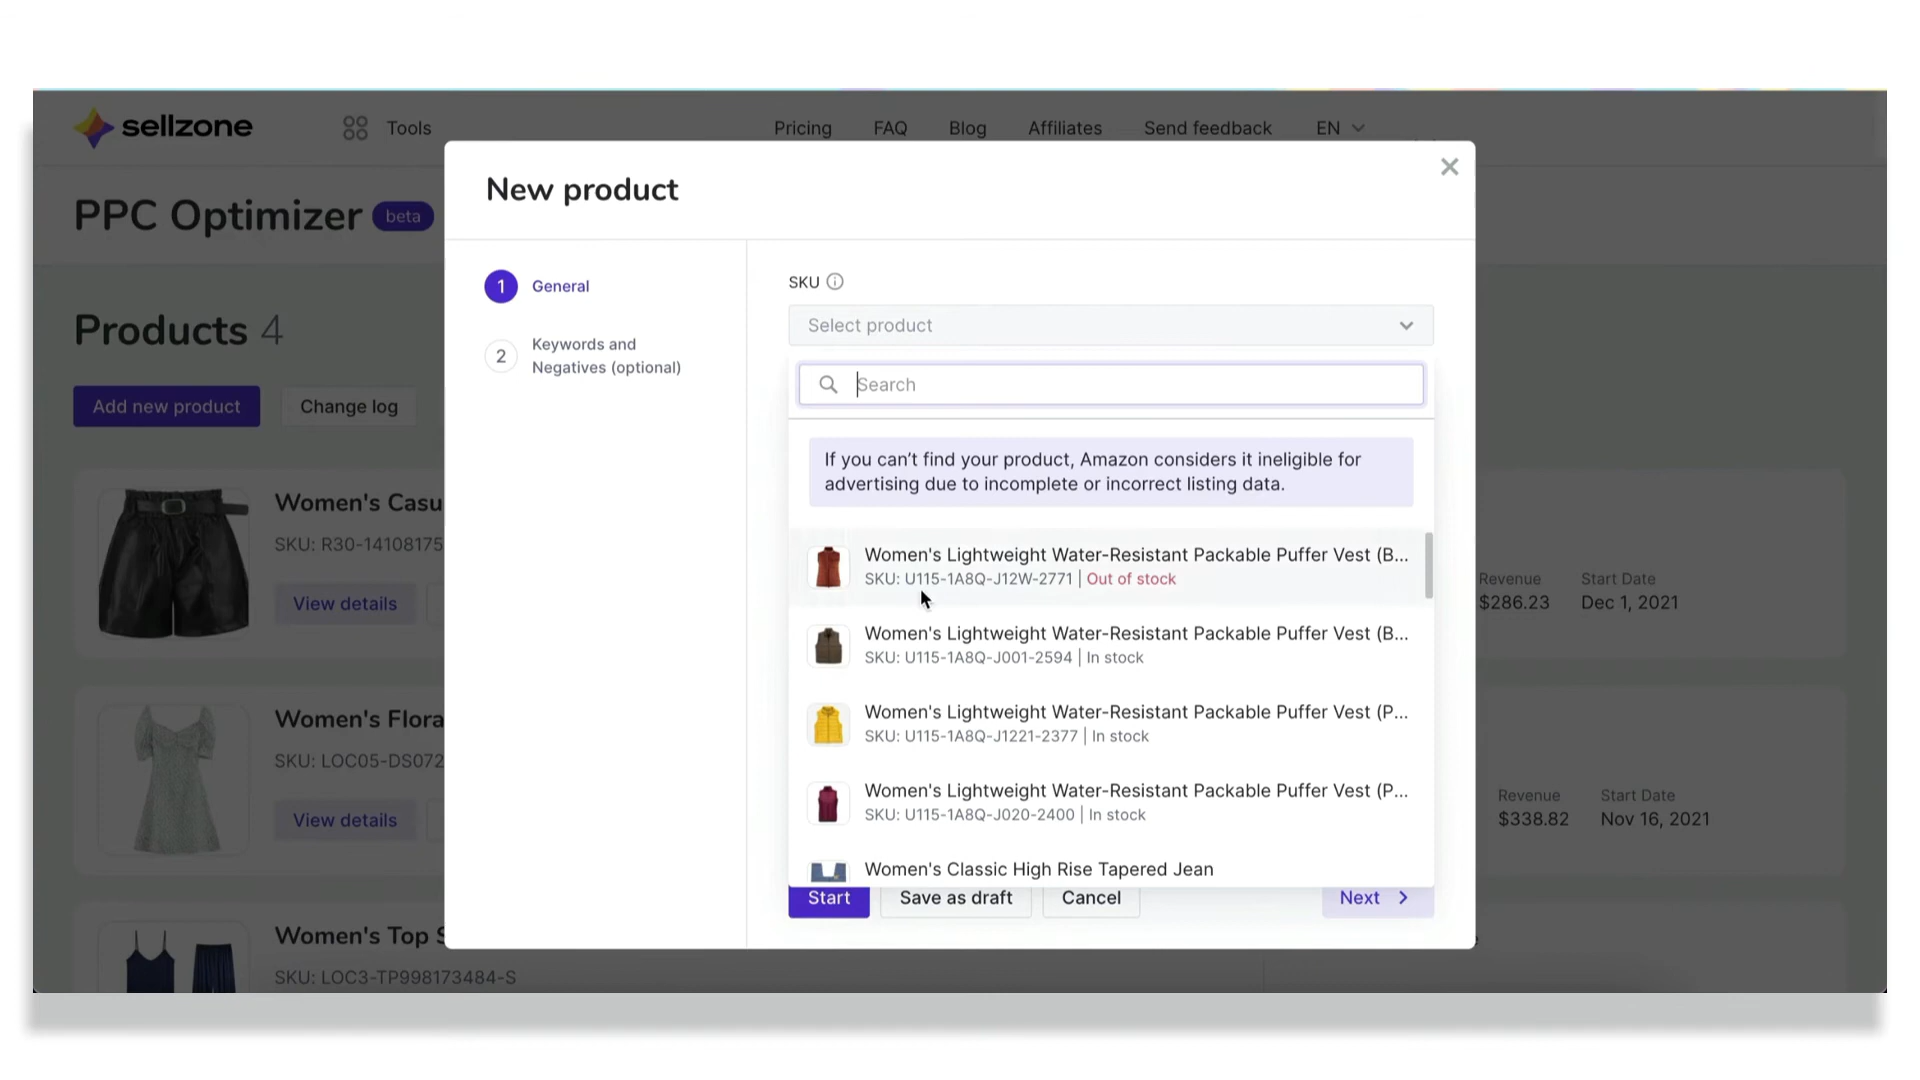 sellzone
Tools
Pricing
FAQ
Blog
Affiliates
Send feedback
EN
PPC Optimizer
beta
Products 4
Add new product
Change log
Women's Casu
SKU: R30-14108175
View details
Revenue
$286.23
Start Date
Dec 1, 2021
Women's Flora
SKU: LOC05-DS072
View details
Revenue
$338.82
Start Date
Nov 16, 2021
Women's Top S
SKU: LOC3-TP998173484-S
New product
1
General
2
Keywords and
Negatives (optional)
SKU
Select product
Search
If you can’t find your product, Amazon considers it ineligible for
advertising due to incomplete or incorrect listing data.
Women's Lightweight Water-Resistant Packable Puffer Vest (B...
SKU: U115-1A8Q-J12W-2771 | Out of stock
Women's Lightweight Water-Resistant Packable Puffer Vest (B...
SKU: U115-1A8Q-J001-2594 | In stock
Women's Lightweight Water-Resistant Packable Puffer Vest (P...
SKU: U115-1A8Q-J1221-2377 | In stock
Women's Lightweight Water-Resistant Packable Puffer Vest (P...
SKU: U115-1A8Q-J020-2400 | In stock
Women's Classic High Rise Tapered Jean
Start
Save as draft
Cancel
Next